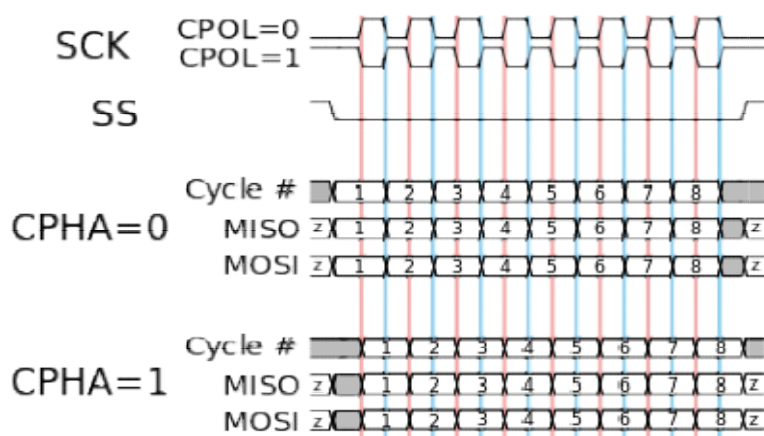 SCK CPOL=0
CPOL=1
SS
Cycle # 1 2 3 4 5 6 7 8
CPHA=0 MISO z 1 2 3 4 5 6 7 8 z
MOSI z 1 2 3 4 5 6 7 8 z
Cycle # 1 2 3 4 5 6 7 8
CPHA=1 MISO z 1 2 3 4 5 6 7 8 z
MOSI z 1 2 3 4 5 6 7 8 z